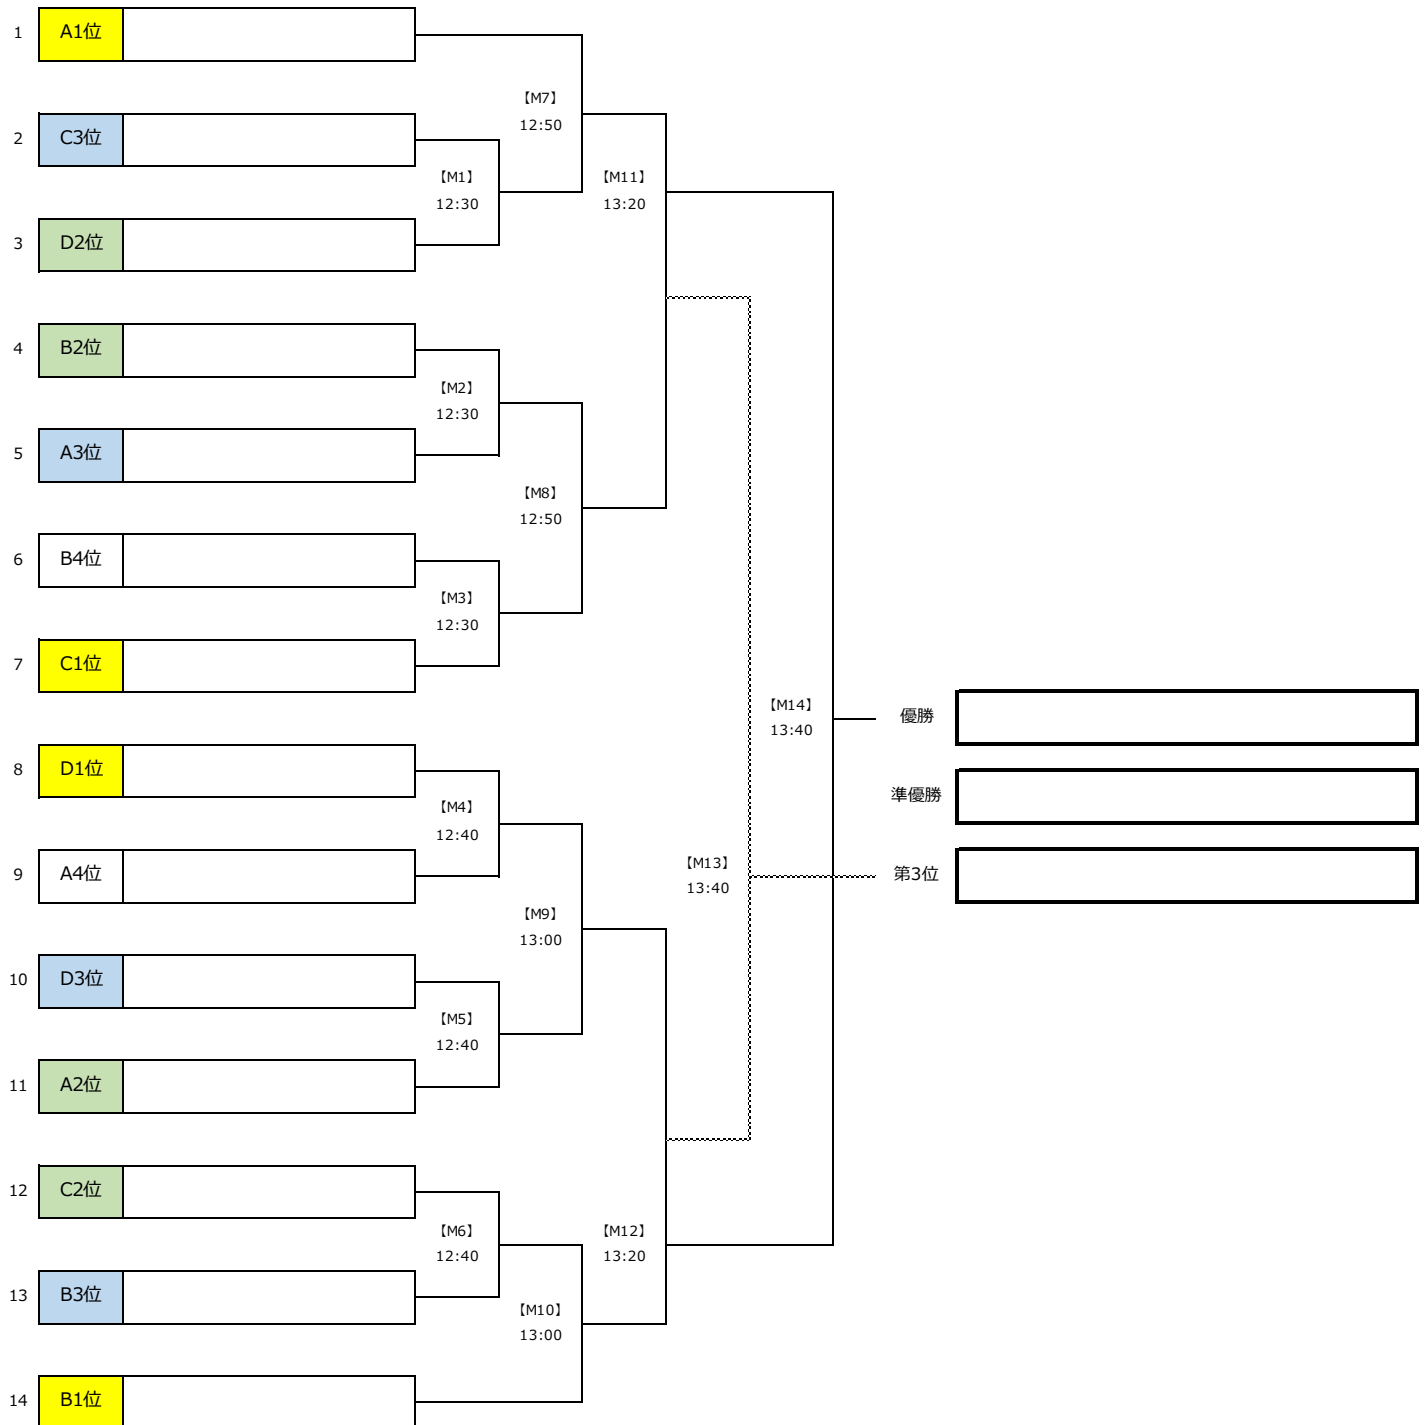 1 A1位
【M7】
12:50
2 C3位
【M1】
12:30
【M11】
13:20
3 D2位
4 B2位
【M2】
12:30
5 A3位
【M8】
12:50
6 B4位
【M3】
12:30
7 C1位
【M14】
13:40
優勝
8 D1位
準優勝
【M4】
12:40
9 A4位
【M13】
13:40
第3位
【M9】
13:00
10 D3位
【M5】
12:40
11 A2位
12 C2位
【M6】
12:40
【M12】
13:20
13 B3位
【M10】
13:00
14 B1位